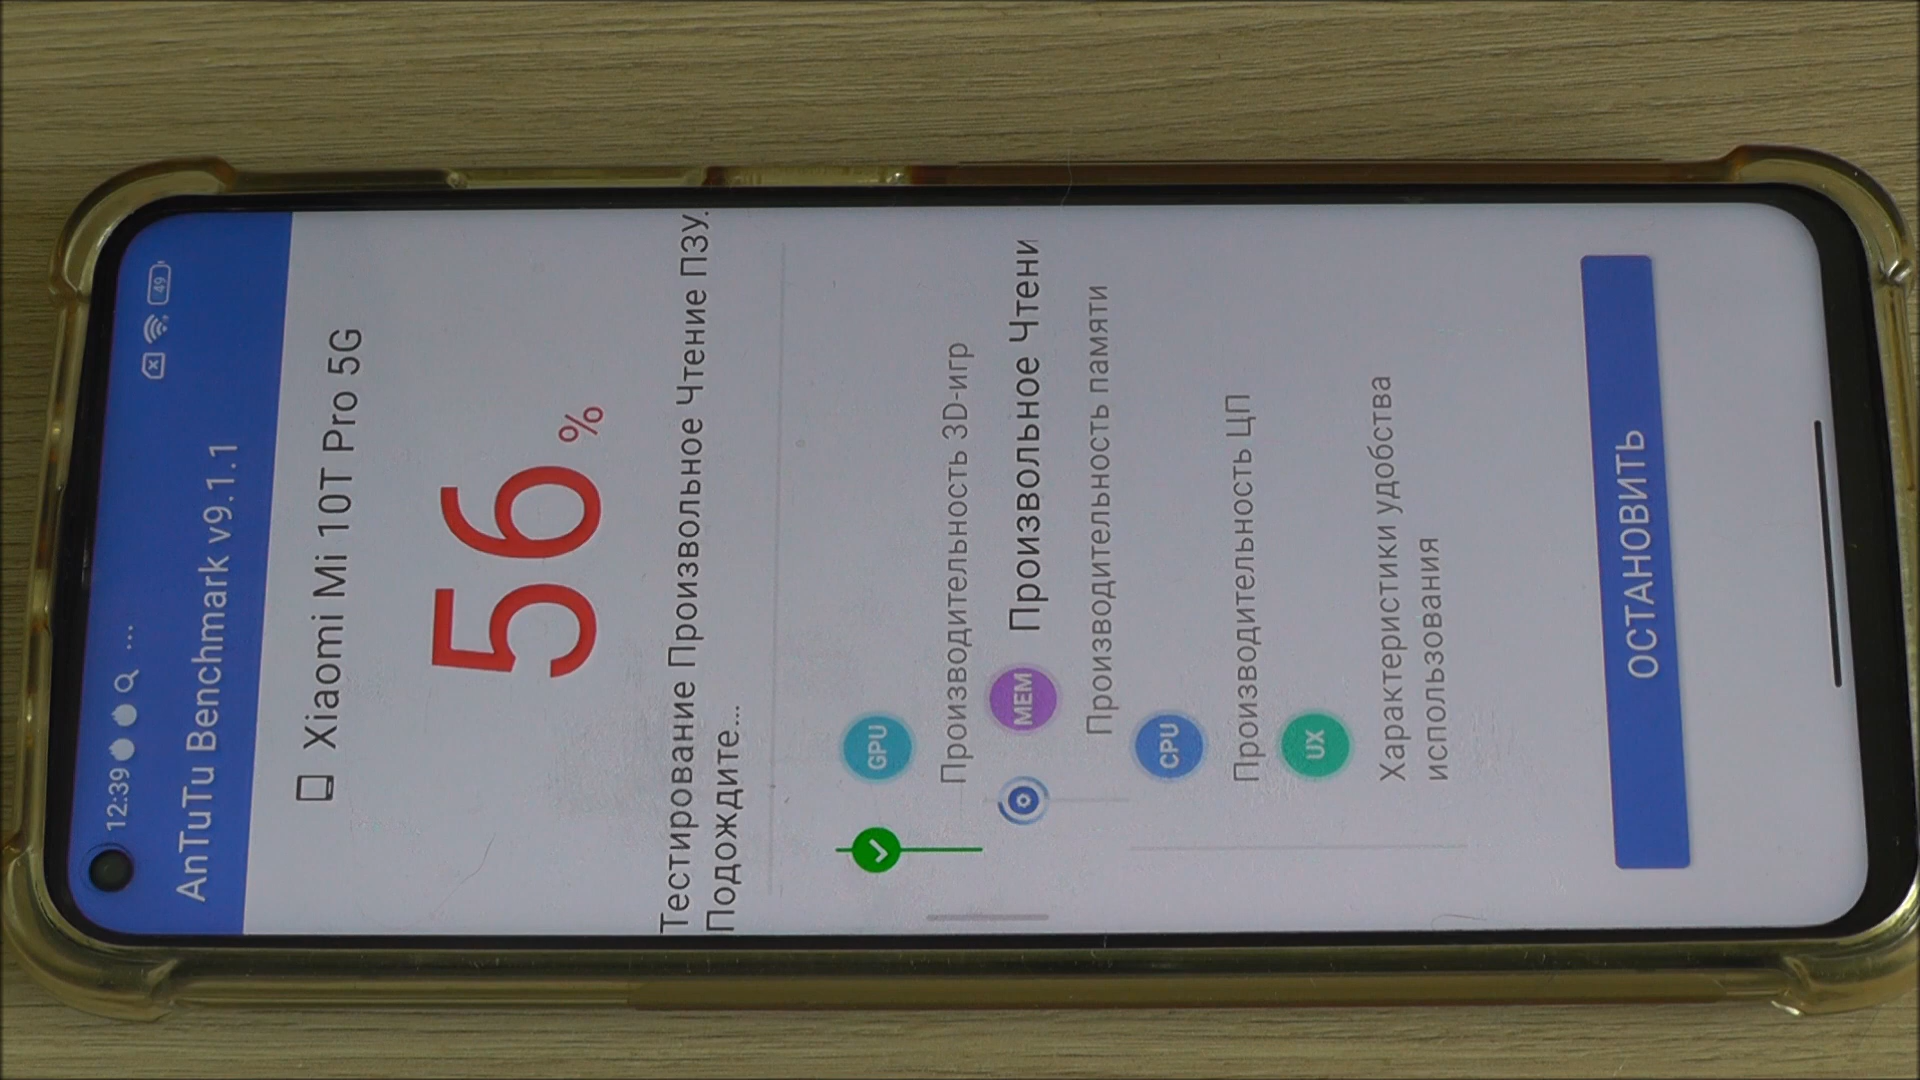 12:39 ...
49
AnTuTu Benchmark v9.1.1
Xiaomi Mi 10T Pro 5G
56 %
Тестирование Произвольное Чтение ПЗУ.
Подождите...
GPU
Производительность 3D-игр
MEM Произвольное Чтени
Производительность памяти
CPU
Производительность ЦП
UX
Характеристики удобства
использования
ОСТАНОВИТЬ